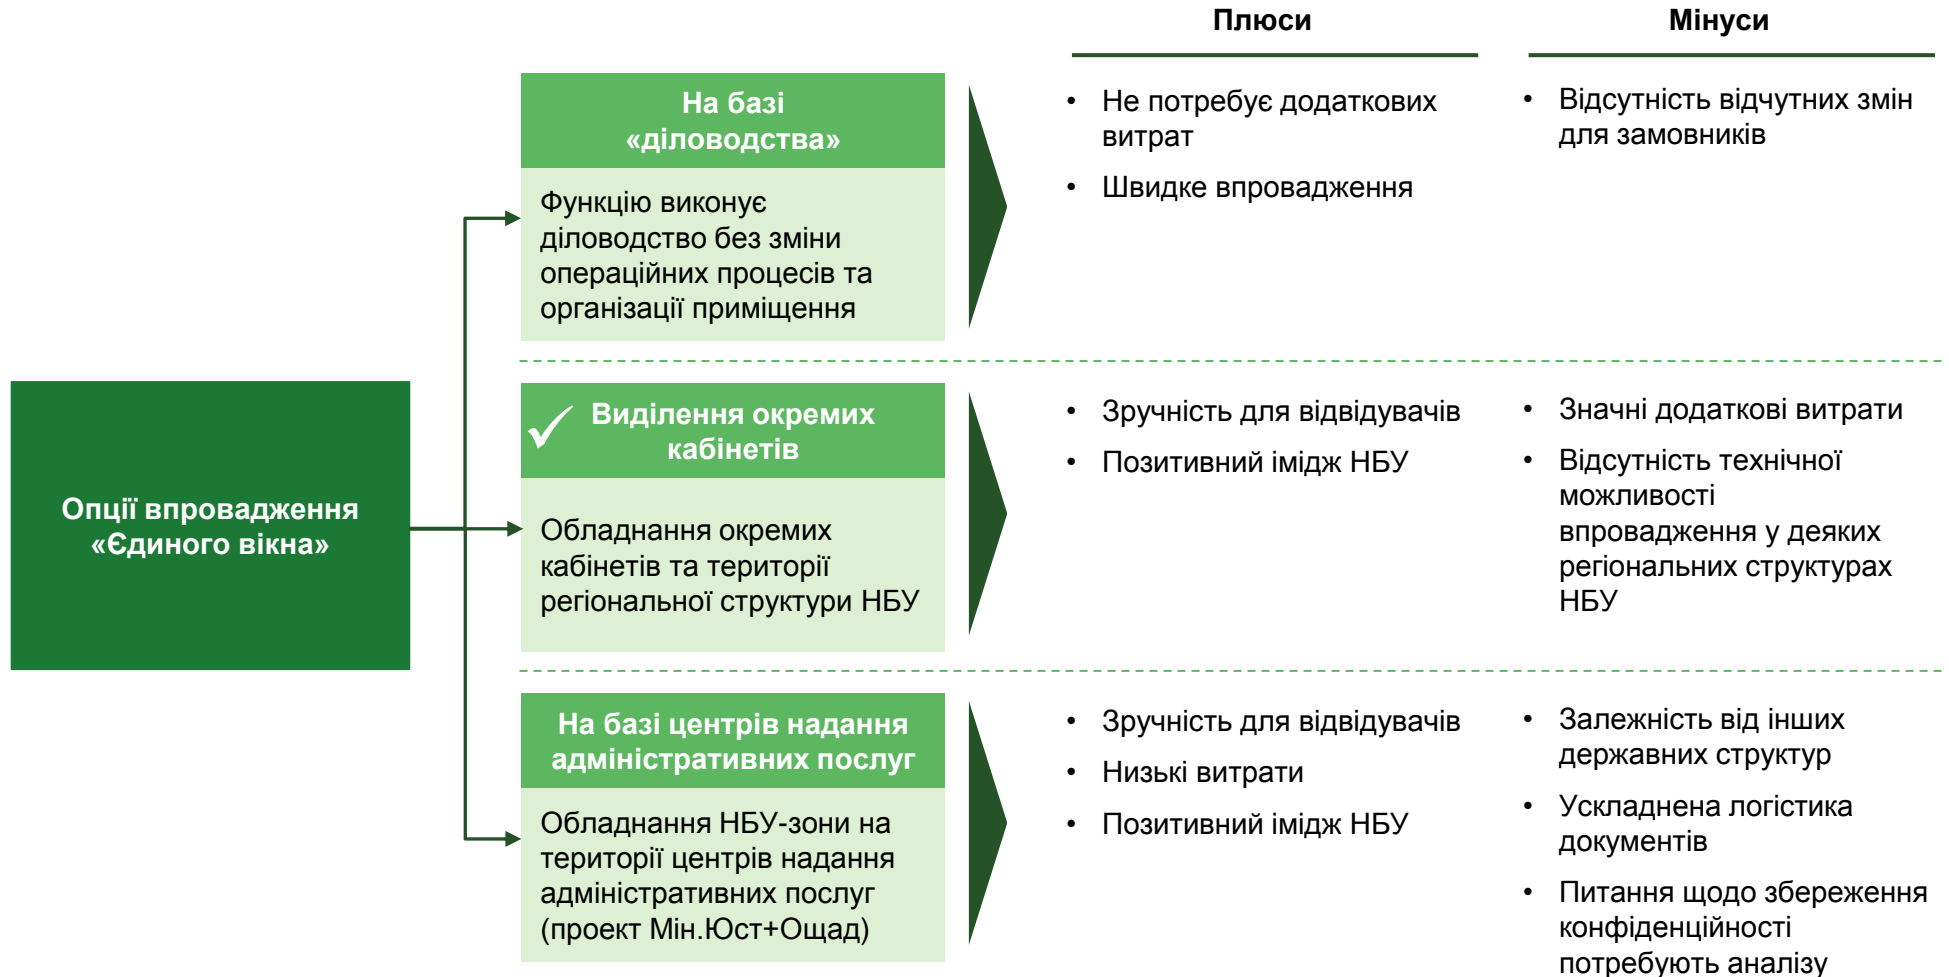 Плюси
Мінуси
Опції впровадження
«Єдиного вікна»
На базі
«діловодства»
Функцію виконує
діловодство без зміни
операційних процесів та
організації приміщення
• Не потребує додаткових
витрат
• Швидке впровадження
• Відсутність відчутних змін
для замовників
Виділення окремих
кабінетів
Обладнання окремих
кабінетів та території
регіональної структури НБУ
• Зручність для відвідувачів
• Позитивний імідж НБУ
• Значні додаткові витрати
• Відсутність технічної
можливості
впровадження у деяких
регіональних структурах
НБУ
На базі центрів надання
адміністративних послуг
Обладнання НБУ-зони на
території центрів надання
адміністративних послуг
(проект Мін.Юст+Ощад)
• Зручність для відвідувачів
• Низькі витрати
• Позитивний імідж НБУ
• Залежність від інших
державних структур
• Ускладнена логістика
документів
• Питання щодо збереження
конфіденційності
потребують аналізу